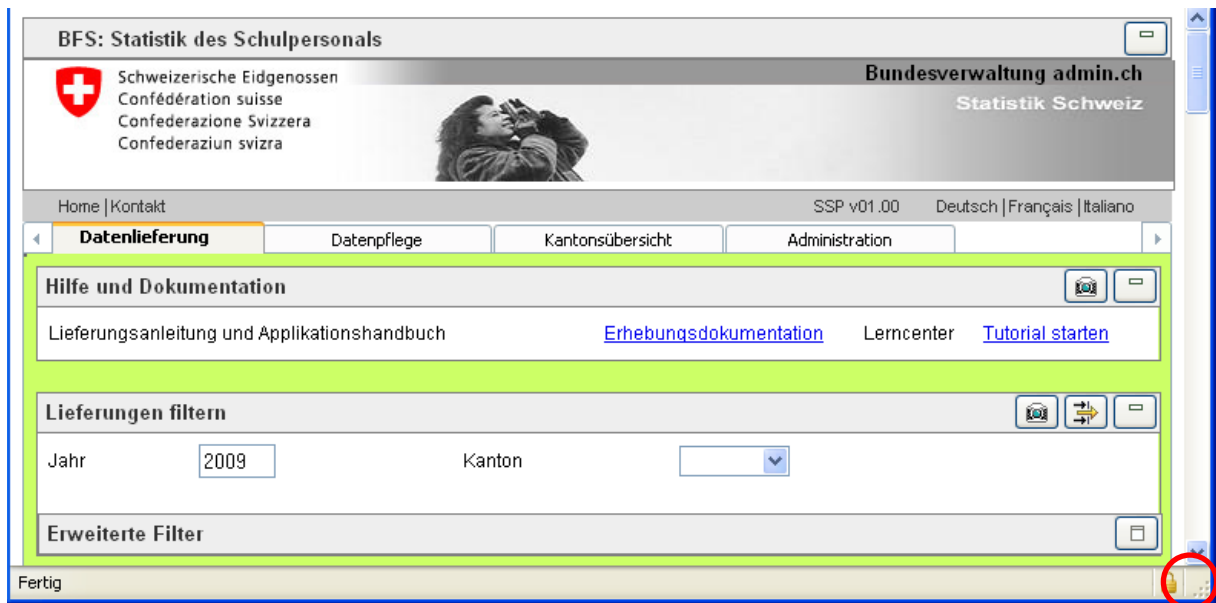 BFS: Statistik des Schulpersonals
Schweizerische Eidgenossen
Confédération suisse
Confederazione Svizzera
Confederaziun svizra
Bundesverwaltung admin.ch
Statistik Schweiz
Home | Kontakt SSP v01.00 Deutsch | Français | Italiano
Datenlieferung Datenpflege Kantonsübersicht Administration
Hilfe und Dokumentation
Lieferungsanleitung und Applikationshandbuch Erhebungsdokumentation Lerncenter Tutorial starten
Lieferungen filtern
Jahr 2009 Kanton
Erweiterte Filter
Fertig